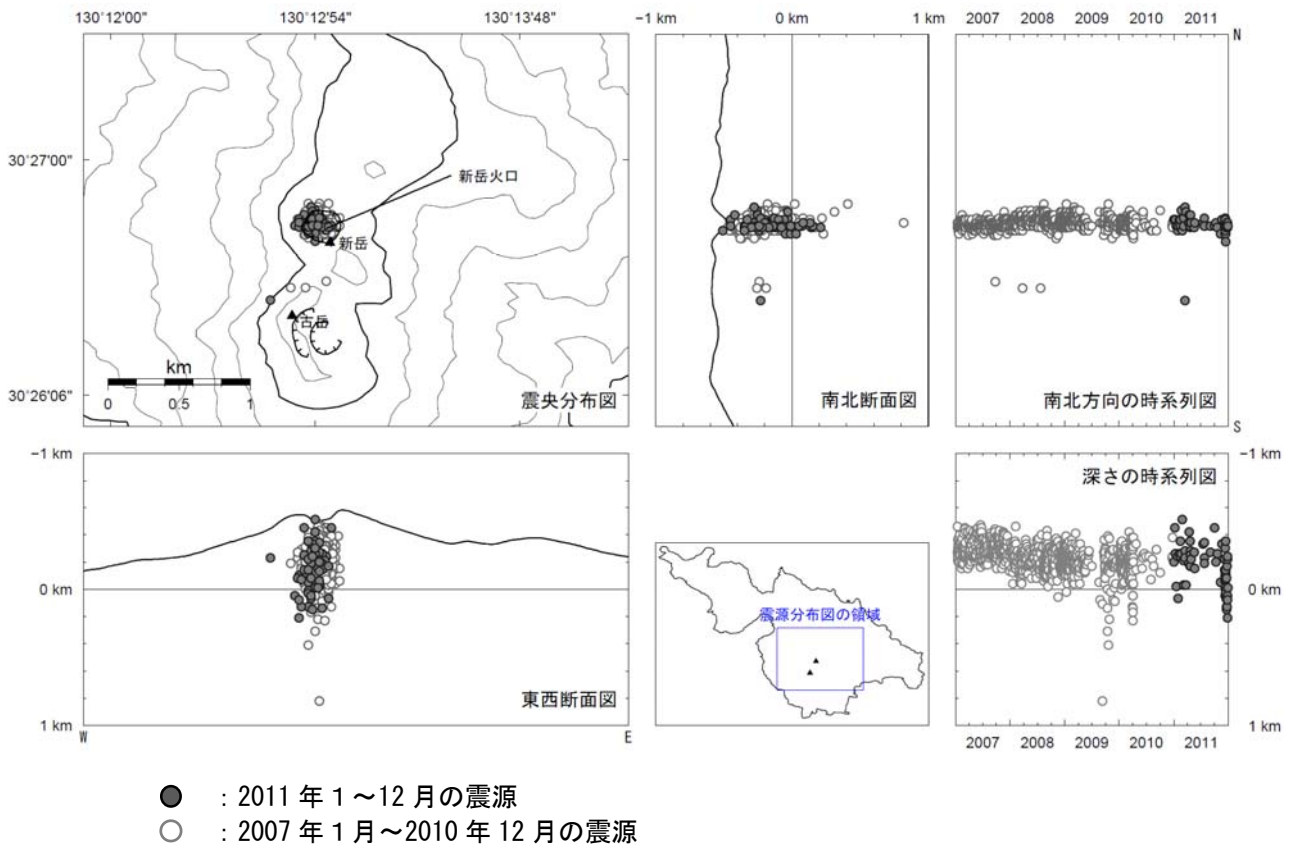 130°12'00" 130°12'54" 130°13'48" −1 km 0 km 1 km 2007 2008 2009 2010 2011
N
30°27'00"
新岳火口
新岳
古岳
km
0 0.5 1
30°26'06"
震央分布図
南北断面図
南北方向の時系列図
S
−1 km
0 km
1 km
東西断面図
W E
震源分布図の領域
深さの時系列図
−1 km
0 km
1 km
2007 2008 2009 2010 2011
：2011 年１～12 月の震源
：2007 年１月～2010 年 12 月の震源